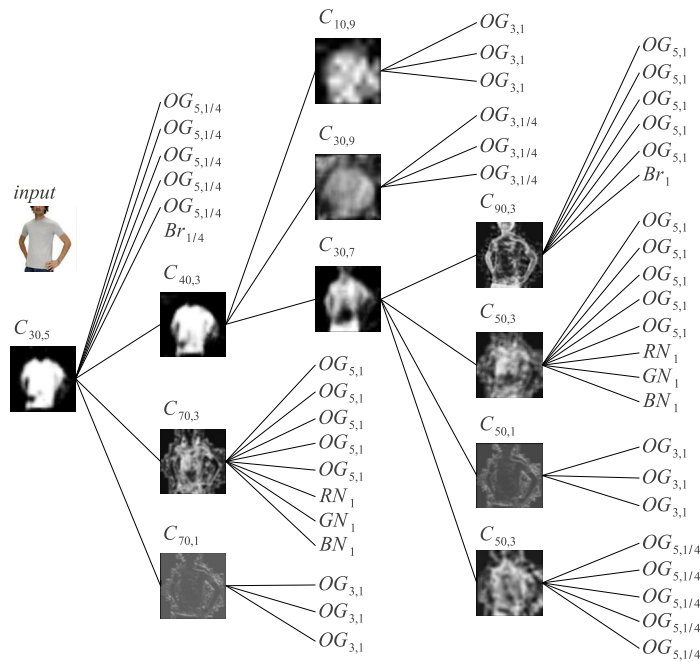 input
C30,5
OG5,1/4
OG5,1/4
OG5,1/4
OG5,1/4
OG5,1/4
Br1/4
C40,3
C70,3
C70,1
C10,9
OG3,1
OG3,1
OG3,1
C30,9
OG3,1/4
OG3,1/4
OG3,1/4
C30,7
OG5,1
OG5,1
OG5,1
OG5,1
OG5,1
RN1
GN1
BN1
OG3,1
OG3,1
OG3,1
C90,3
OG5,1
OG5,1
OG5,1
OG5,1
OG5,1
Br1
C50,3
OG5,1
OG5,1
OG5,1
OG5,1
OG5,1
RN1
GN1
BN1
C50,1
OG3,1
OG3,1
OG3,1
C50,3
OG5,1/4
OG5,1/4
OG5,1/4
OG5,1/4
OG5,1/4